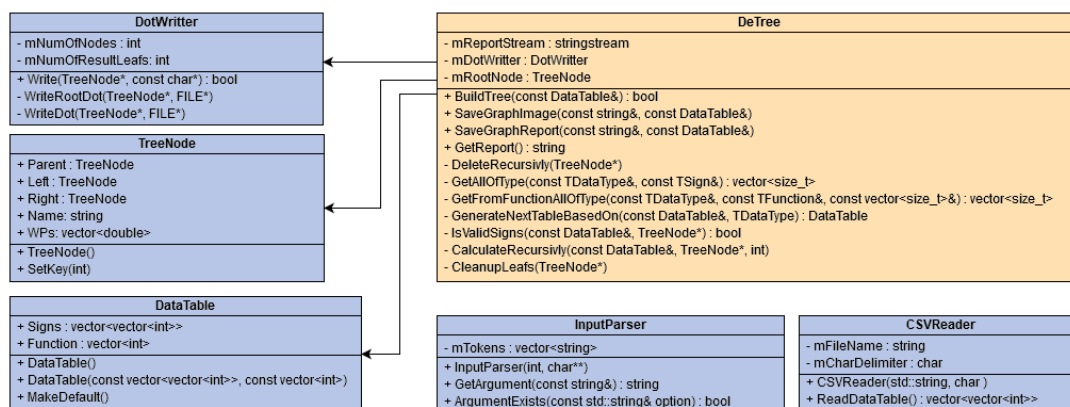 DotWritter
- mNumOfNodes : int
- mNumOfResultLeafs: int
+ Write(TreeNode*, const char*) : bool
- WriteRootDot(TreeNode*, FILE*)
- WriteDot(TreeNode*, FILE*)
TreeNode
+ Parent : TreeNode
+ Left : TreeNode
+ Right : TreeNode
+ Name: string
+ WPs: vector<double>
+ TreeNode()
+ SetKey(int)
DataTable
+ Signs : vector<vector<int>>
+ Function : vector<int>
+ DataTable()
+ DataTable(const vector<vector<int>>, const vector<int>)
+ MakeDefault()
DeTree
- mReportStream : stringstream
- mDotWritter : DotWritter
- mRootNode : TreeNode
+ BuildTree(const DataTable&) : bool
+ SaveGraphImage(const string&, const DataTable&)
+ SaveGraphReport(const string&, const DataTable&)
+ GetReport() : string
- DeleteRecursivly(TreeNode*)
- GetAllOfType(const TDataType&, const TSign&) : vector<size_t>
- GetFromFunctionAllOfType(const TDataType&, const TFunction&, const vector<size_t>&) : vector<size_t>
- GenerateNextTableBasedOn(const DataTable&, TDataType) : DataTable
- IsValidSigns(const DataTable&, TreeNode*) : bool
- CalculateRecursivly(const DataTable&, TreeNode*, int)
- CleanupLeafs(TreeNode*)
InputParser
- mTokens : vector<string>
+ InputParser(int, char**)
+ GetArgument(const string&) : string
+ ArgumentExists(const std::string& option) : bool
CSVReader
- mFileName : string
- mCharDelimiter : char
+ CSVReader(std::string, char )
+ ReadDataTable() : vector<vector<int>>